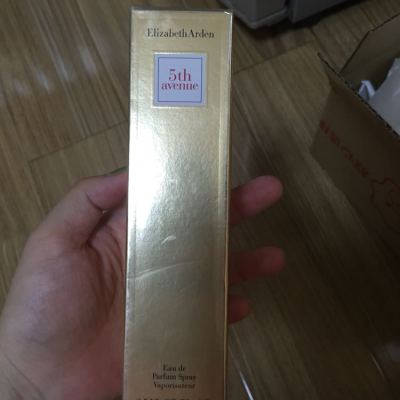 Elizabeth Arden
5th
avenue
Eau de
Parfum Spray
Vaporisateur